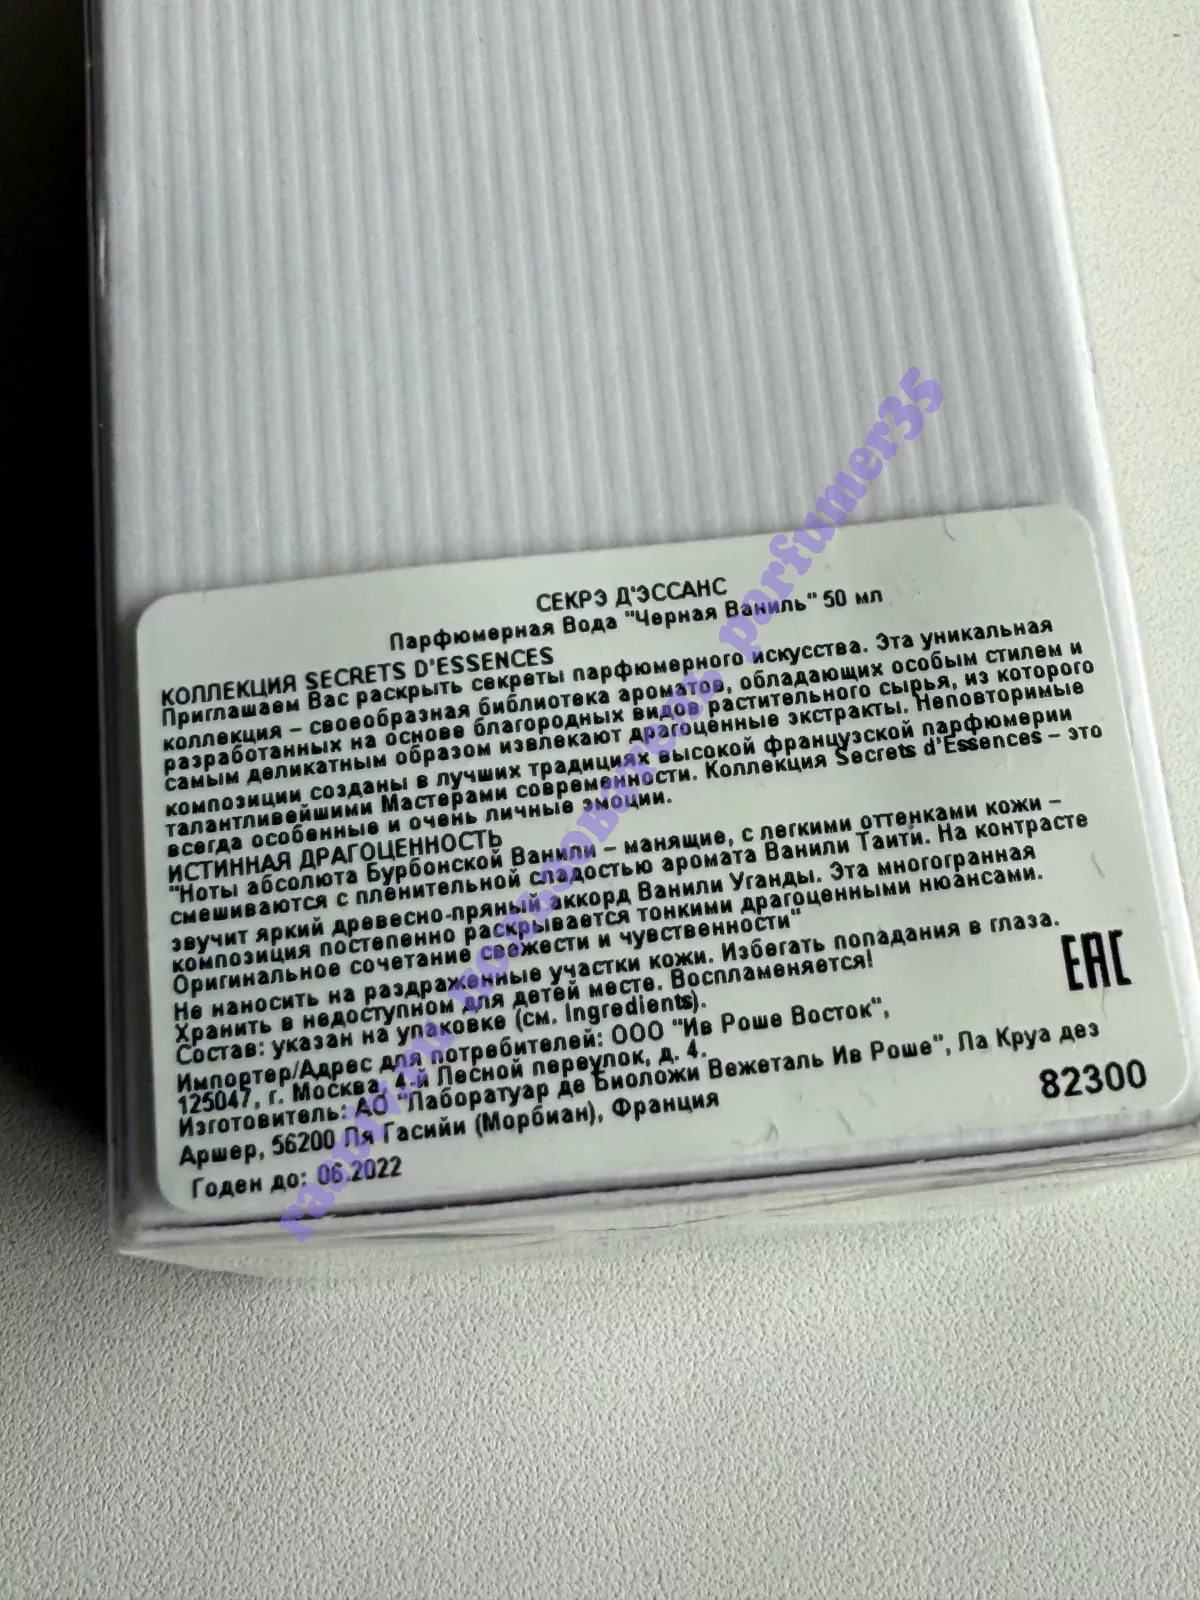 СЕКРЭ Д'ЭССАНС
Парфюмерная Вода "Черная Ваниль" 50 мл
КОЛЛЕКЦИЯ SECRETS D'ESSENCES
Приглашаем Вас раскрыть секреты парфюмерного искусства. Эта уникальная
коллекция – своеобразная библиотека ароматов, обладающих особым стилем и
разработанных на основе благородных видов растительного сырья, из которого
самым деликатным образом извлекают драгоценные экстракты. Неповторимые
композиции созданы в лучших традициях высокой французской парфюмерии
талантливейшими Мастерами современности. Коллекция Secrets d'Essences – это
всегда особенные и очень личные эмоции.
ИСТИННАЯ ДРАГОЦЕННОСТЬ
"Ноты абсолюта Бурбонской Ванили – манящие, с легкими оттенками кожи –
смешиваются с пленительной сладостью аромата Ванили Таити. На контрасте
звучит яркий древесно-пряный аккорд Ванили Уганды. Эта многогранная
композиция постепенно раскрывается тонкими драгоценными нюансами.
Оригинальное сочетание свежести и чувственности"
Не наносить на раздраженные участки кожи. Избегать попадания в глаза.
Хранить в недоступном для детей месте. Воспламеняется!
Состав: указан на упаковке (см. Ingredients).
Импортер/Адрес для потребителей: ООО "Ив Роше Восток",
125047, г. Москва, 4-й Лесной переулок, д. 4.
Изготовитель: АО "Лаборатуар де Биоложи Вежеталь Ив Роше", Ла Круа дез
Аршер, 56200 Ля Гасийи (Морбиан), Франция
Годен до: 06.2022
EAC
82300
parfumer35